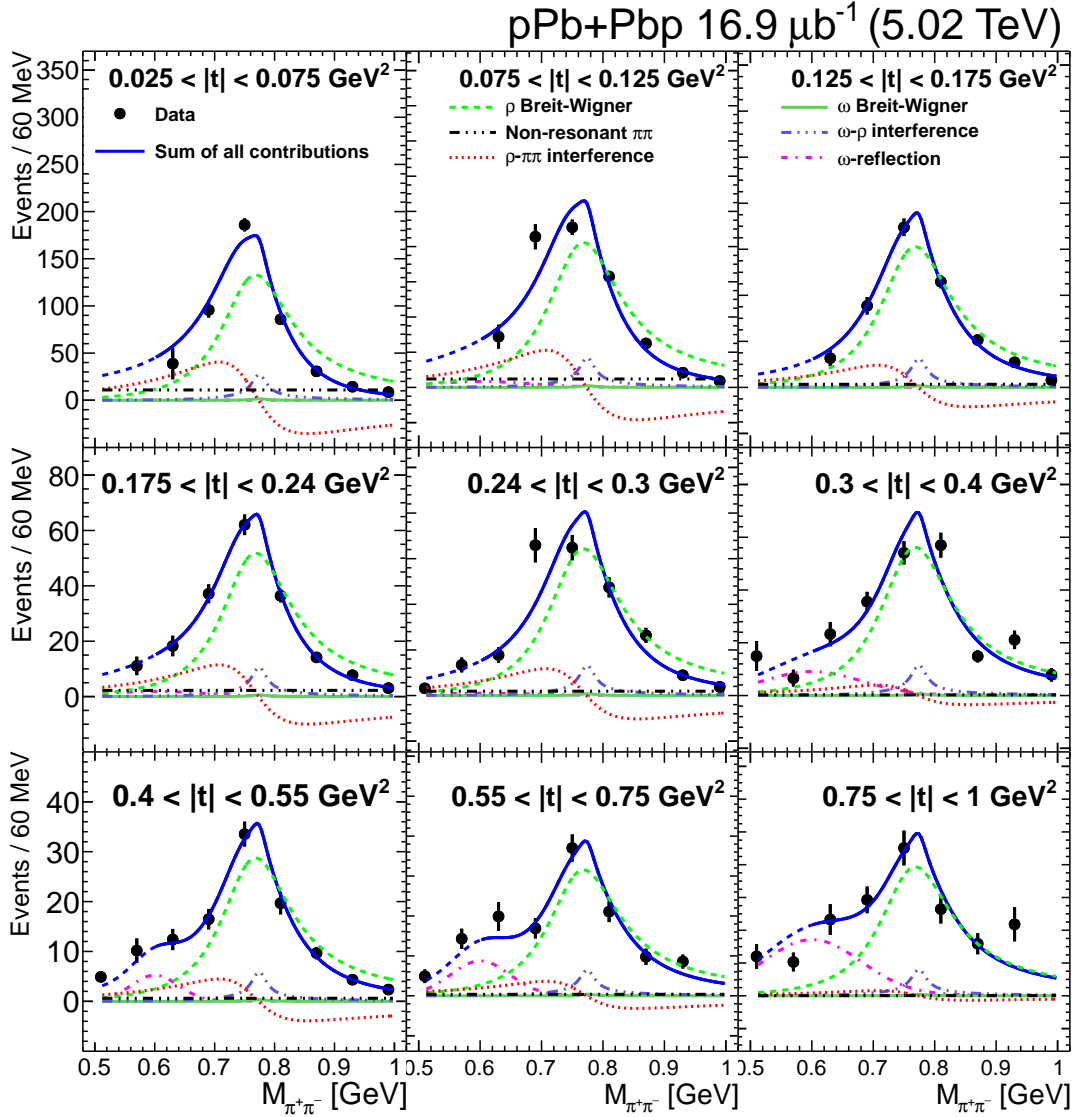 pPb+Pbp 16.9 μb⁻¹ (5.02 TeV)
Events / 60 MeV
350
300
250
200
150
100
50
0
0.025 < |t| < 0.075 GeV²
Data
Sum of all contributions
0.075 < |t| < 0.125 GeV²
ρ Breit-Wigner
Non-resonant ππ
ρ-ππ interference
0.125 < |t| < 0.175 GeV²
ω Breit-Wigner
ω-ρ interference
ω-reflection
Events / 60 MeV
80
60
40
20
0
0.175 < |t| < 0.24 GeV²
0.24 < |t| < 0.3 GeV²
0.3 < |t| < 0.4 GeV²
Events / 60 MeV
40
30
20
10
0
0.4 < |t| < 0.55 GeV²
0.55 < |t| < 0.75 GeV²
0.75 < |t| < 1 GeV²
0.5 0.6 0.7 0.8 0.9 1 0.5 0.6 0.7 0.8 0.9 1 0.5 0.6 0.7 0.8 0.9 1
M_π⁺π⁻ [GeV] M_π⁺π⁻ [GeV] M_π⁺π⁻ [GeV]